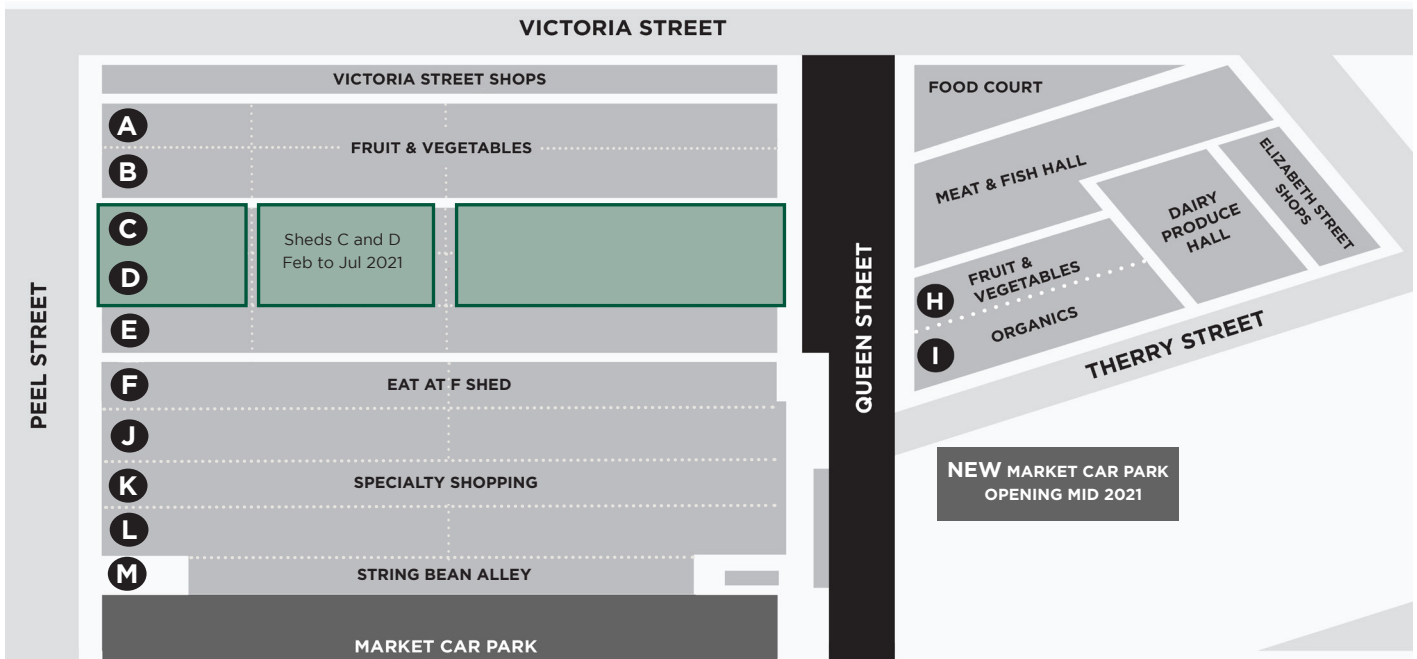 VICTORIA STREET
VICTORIA STREET SHOPS
A
FRUIT & VEGETABLES
B
C
Sheds C and D
Feb to Jul 2021
D
E
F
EAT AT F SHED
J
K
SPECIALTY SHOPPING
L
M
STRING BEAN ALLEY
MARKET CAR PARK
PEEL STREET
QUEEN STREET
FOOD COURT
MEAT & FISH HALL
DAIRY
PRODUCE
HALL
ELIZABETH STREET
SHOPS
H
FRUIT &
VEGETABLES
I
ORGANICS
THERRY STREET
NEW MARKET CAR PARK
OPENING MID 2021